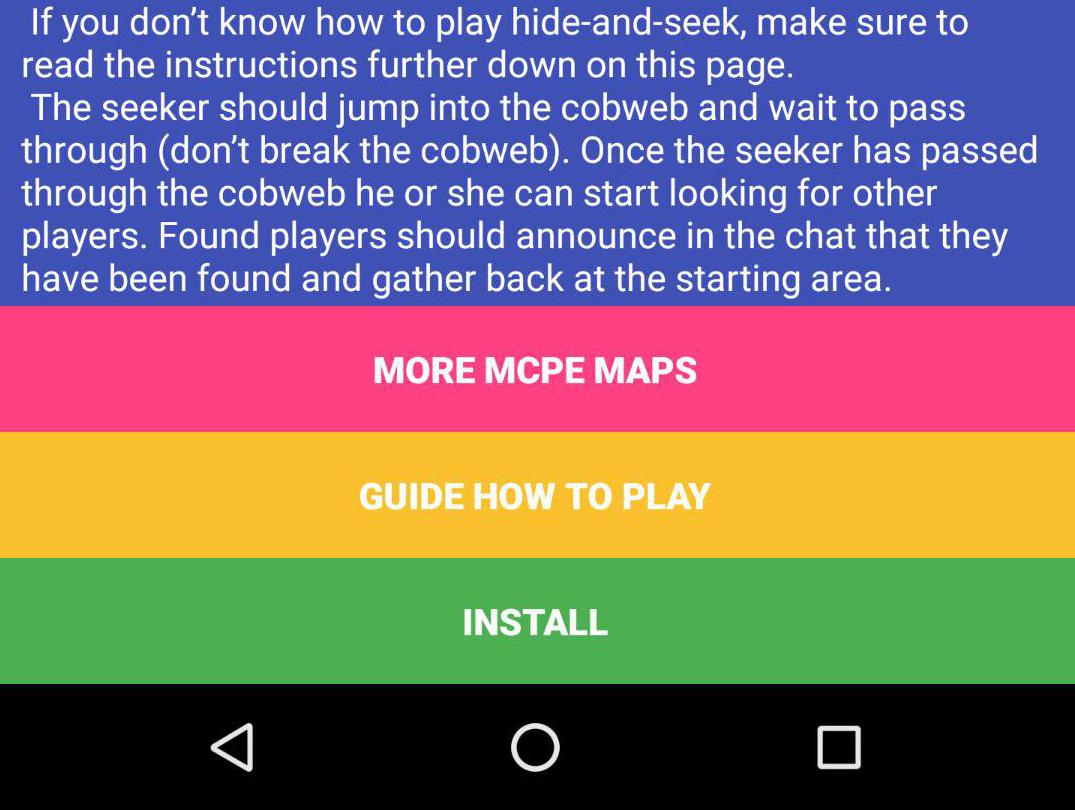 If you don’t know how to play hide-and-seek, make sure to
read the instructions further down on this page.
The seeker should jump into the cobweb and wait to pass
through (don’t break the cobweb). Once the seeker has passed
through the cobweb he or she can start looking for other
players. Found players should announce in the chat that they
have been found and gather back at the starting area.
MORE MCPE MAPS
GUIDE HOW TO PLAY
INSTALL